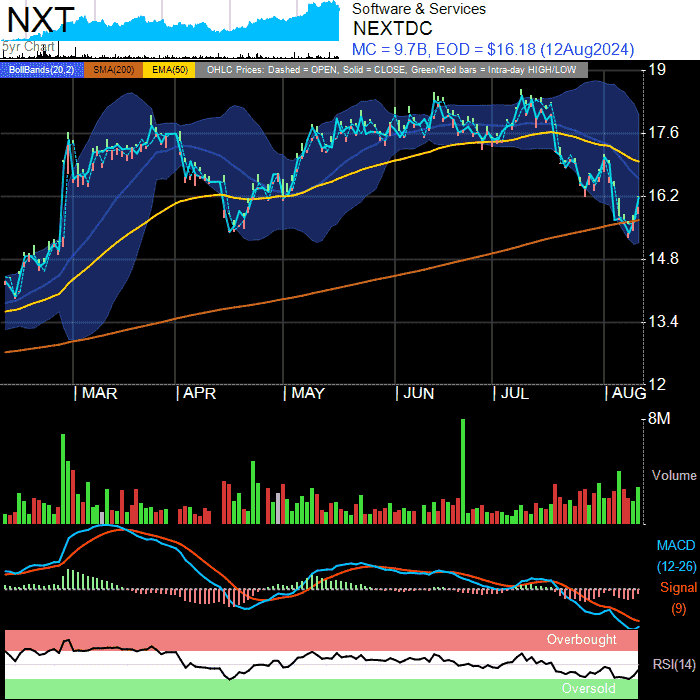 NXT
5yr Chart
Software & Services
NEXTDC
MC = 9.7B, EOD = $16.18 (12Aug2024)
BollBands(20,2) SMA(200) EMA(50) OHLC Prices: Dashed = OPEN, Solid = CLOSE, Green/Red bars = Intra-day HIGH/LOW
19
17.6
16.2
14.8
13.4
12
MAR APR MAY JUN JUL AUG
8M
Volume
MACD
(12-26)
Signal
(9)
Overbought
RSI(14)
Oversold